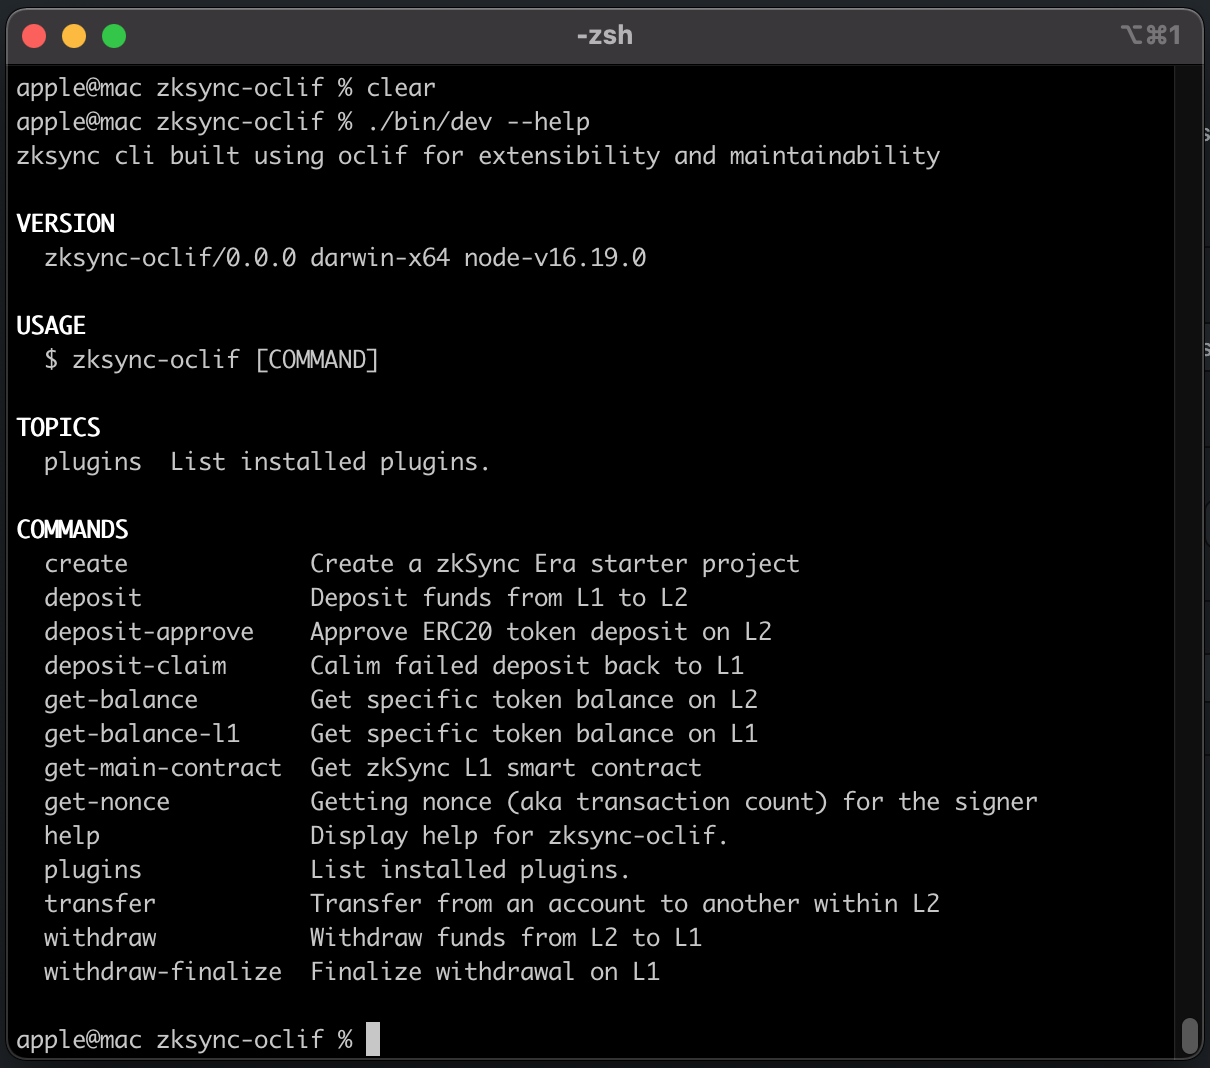 -zsh
⌥⌘1
apple@mac zksync-oclif % clear
apple@mac zksync-oclif % ./bin/dev --help
zksync cli built using oclif for extensibility and maintainability
VERSION
  zksync-oclif/0.0.0 darwin-x64 node-v16.19.0
USAGE
  $ zksync-oclif [COMMAND]
TOPICS
  plugins  List installed plugins.
COMMANDS
  create             Create a zkSync Era starter project
  deposit            Deposit funds from L1 to L2
  deposit-approve    Approve ERC20 token deposit on L2
  deposit-claim      Calim failed deposit back to L1
  get-balance        Get specific token balance on L2
  get-balance-l1     Get specific token balance on L1
  get-main-contract  Get zkSync L1 smart contract
  get-nonce          Getting nonce (aka transaction count) for the signer
  help               Display help for zksync-oclif.
  plugins            List installed plugins.
  transfer           Transfer from an account to another within L2
  withdraw           Withdraw funds from L2 to L1
  withdraw-finalize  Finalize withdrawal on L1
apple@mac zksync-oclif %